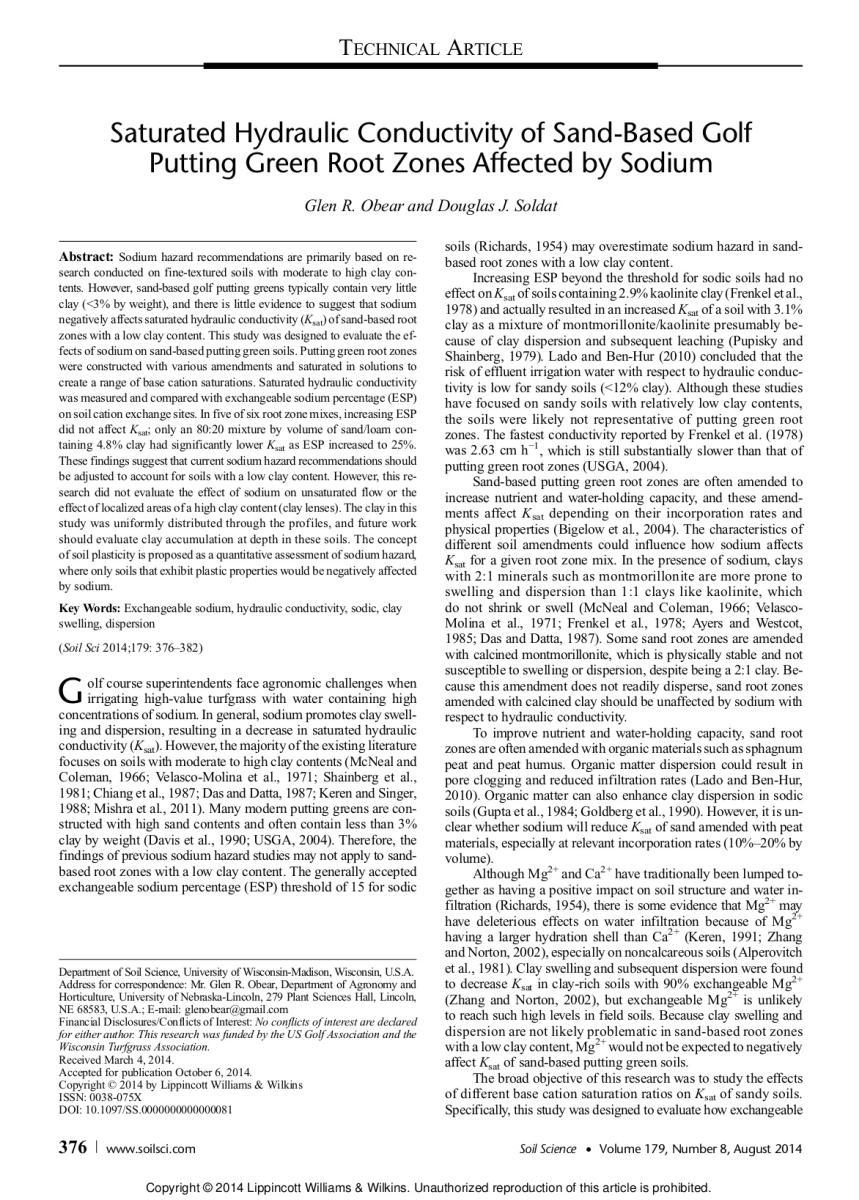 TECHNICAL ARTICLE
Saturated Hydraulic Conductivity of Sand-Based Golf
Putting Green Root Zones Affected by Sodium
Glen R. Obear and Douglas J. Soldat
Abstract: Sodium hazard recommendations are primarily based on re-
search conducted on fine-textured soils with moderate to high clay con-
tents. However, sand-based golf putting greens typically contain very little
clay (<3% by weight), and there is little evidence to suggest that sodium
negatively affects saturated hydraulic conductivity (Ksat) of sand-based root
zones with a low clay content. This study was designed to evaluate the ef-
fects of sodium on sand-based putting green soils. Putting green root zones
were constructed with various amendments and saturated in solutions to
create a range of base cation saturations. Saturated hydraulic conductivity
was measured and compared with exchangeable sodium percentage (ESP)
on soil cation exchange sites. In five of six root zone mixes, increasing ESP
did not affect Ksat; only an 80:20 mixture by volume of sand/loam con-
taining 4.8% clay had significantly lower Ksat as ESP increased to 25%.
These findings suggest that current sodium hazard recommendations should
be adjusted to account for soils with a low clay content. However, this re-
search did not evaluate the effect of sodium on unsaturated flow or the
effect of localized areas of a high clay content (clay lenses). The clay in this
study was uniformly distributed through the profiles, and future work
should evaluate clay accumulation at depth in these soils. The concept
of soil plasticity is proposed as a quantitative assessment of sodium hazard,
where only soils that exhibit plastic properties would be negatively affected
by sodium.
Key Words: Exchangeable sodium, hydraulic conductivity, sodic, clay
swelling, dispersion
(Soil Sci 2014;179: 376–382)
Golf course superintendents face agronomic challenges when
irrigating high-value turfgrass with water containing high
concentrations of sodium. In general, sodium promotes clay swell-
ing and dispersion, resulting in a decrease in saturated hydraulic
conductivity (Ksat). However, the majority of the existing literature
focuses on soils with moderate to high clay contents (McNeal and
Coleman, 1966; Velasco-Molina et al., 1971; Shainberg et al.,
1981; Chiang et al., 1987; Das and Datta, 1987; Keren and Singer,
1988; Mishra et al., 2011). Many modern putting greens are con-
structed with high sand contents and often contain less than 3%
clay by weight (Davis et al., 1990; USGA, 2004). Therefore, the
findings of previous sodium hazard studies may not apply to sand-
based root zones with a low clay content. The generally accepted
exchangeable sodium percentage (ESP) threshold of 15 for sodic
Department of Soil Science, University of Wisconsin-Madison, Wisconsin, U.S.A.
Address for correspondence: Mr. Glen R. Obear, Department of Agronomy and
Horticulture, University of Nebraska-Lincoln, 279 Plant Sciences Hall, Lincoln,
NE 68583, U.S.A.; E-mail: glenobear@gmail.com
Financial Disclosures/Conflicts of Interest: No conflicts of interest are declared
for either author. This research was funded by the US Golf Association and the
Wisconsin Turfgrass Association.
Received March 4, 2014.
Accepted for publication October 6, 2014.
Copyright © 2014 by Lippincott Williams & Wilkins
ISSN: 0038-075X
DOI: 10.1097/SS.0000000000000081
soils (Richards, 1954) may overestimate sodium hazard in sand-
based root zones with a low clay content.
Increasing ESP beyond the threshold for sodic soils had no
effect on Ksat of soils containing 2.9% kaolinite clay (Frenkel et al.,
1978) and actually resulted in an increased Ksat of a soil with 3.1%
clay as a mixture of montmorillonite/kaolinite presumably be-
cause of clay dispersion and subsequent leaching (Pupisky and
Shainberg, 1979). Lado and Ben-Hur (2010) concluded that the
risk of effluent irrigation water with respect to hydraulic conduc-
tivity is low for sandy soils (<12% clay). Although these studies
have focused on sandy soils with relatively low clay contents,
the soils were likely not representative of putting green root
zones. The fastest conductivity reported by Frenkel et al. (1978)
was 2.63 cm h−1, which is still substantially slower than that of
putting green root zones (USGA, 2004).
Sand-based putting green root zones are often amended to
increase nutrient and water-holding capacity, and these amend-
ments affect Ksat depending on their incorporation rates and
physical properties (Bigelow et al., 2004). The characteristics of
different soil amendments could influence how sodium affects
Ksat for a given root zone mix. In the presence of sodium, clays
with 2:1 minerals such as montmorillonite are more prone to
swelling and dispersion than 1:1 clays like kaolinite, which
do not shrink or swell (McNeal and Coleman, 1966; Velasco-
Molina et al., 1971; Frenkel et al., 1978; Ayers and Westcot,
1985; Das and Datta, 1987). Some sand root zones are amended
with calcined montmorillonite, which is physically stable and not
susceptible to swelling or dispersion, despite being a 2:1 clay. Be-
cause this amendment does not readily disperse, sand root zones
amended with calcined clay should be unaffected by sodium with
respect to hydraulic conductivity.
To improve nutrient and water-holding capacity, sand root
zones are often amended with organic materials such as sphagnum
peat and peat humus. Organic matter dispersion could result in
pore clogging and reduced infiltration rates (Lado and Ben-Hur,
2010). Organic matter can also enhance clay dispersion in sodic
soils (Gupta et al., 1984; Goldberg et al., 1990). However, it is un-
clear whether sodium will reduce Ksat of sand amended with peat
materials, especially at relevant incorporation rates (10%–20% by
volume).
Although Mg2+ and Ca2+ have traditionally been lumped to-
gether as having a positive impact on soil structure and water in-
filtration (Richards, 1954), there is some evidence that Mg2+ may
have deleterious effects on water infiltration because of Mg2+
having a larger hydration shell than Ca2+ (Keren, 1991; Zhang
and Norton, 2002), especially on noncalcareous soils (Alperovitch
et al., 1981). Clay swelling and subsequent dispersion were found
to decrease Ksat in clay-rich soils with 90% exchangeable Mg2+
(Zhang and Norton, 2002), but exchangeable Mg2+ is unlikely
to reach such high levels in field soils. Because clay swelling and
dispersion are not likely problematic in sand-based root zones
with a low clay content, Mg2+ would not be expected to negatively
affect Ksat of sand-based putting green soils.
The broad objective of this research was to study the effects
of different base cation saturation ratios on Ksat of sandy soils.
Specifically, this study was designed to evaluate how exchangeable
376 | www.soilsci.com
Soil Science • Volume 179, Number 8, August 2014
Copyright © 2014 Lippincott Williams & Wilkins. Unauthorized reproduction of this article is prohibited.